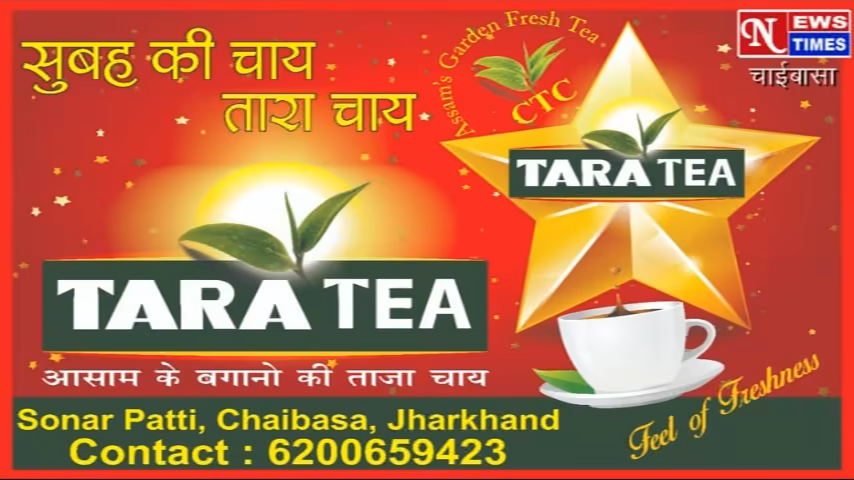 सुबह की चाय
तारा चाय
Assam's Garden Fresh Tea
CTC
NEWS
TIMES
चाईबासा
TARA TEA
TARA TEA
आसाम के बगानो की ताजा चाय
Sonar Patti, Chaibasa, Jharkhand
Contact : 6200659423
Feel of Freshness